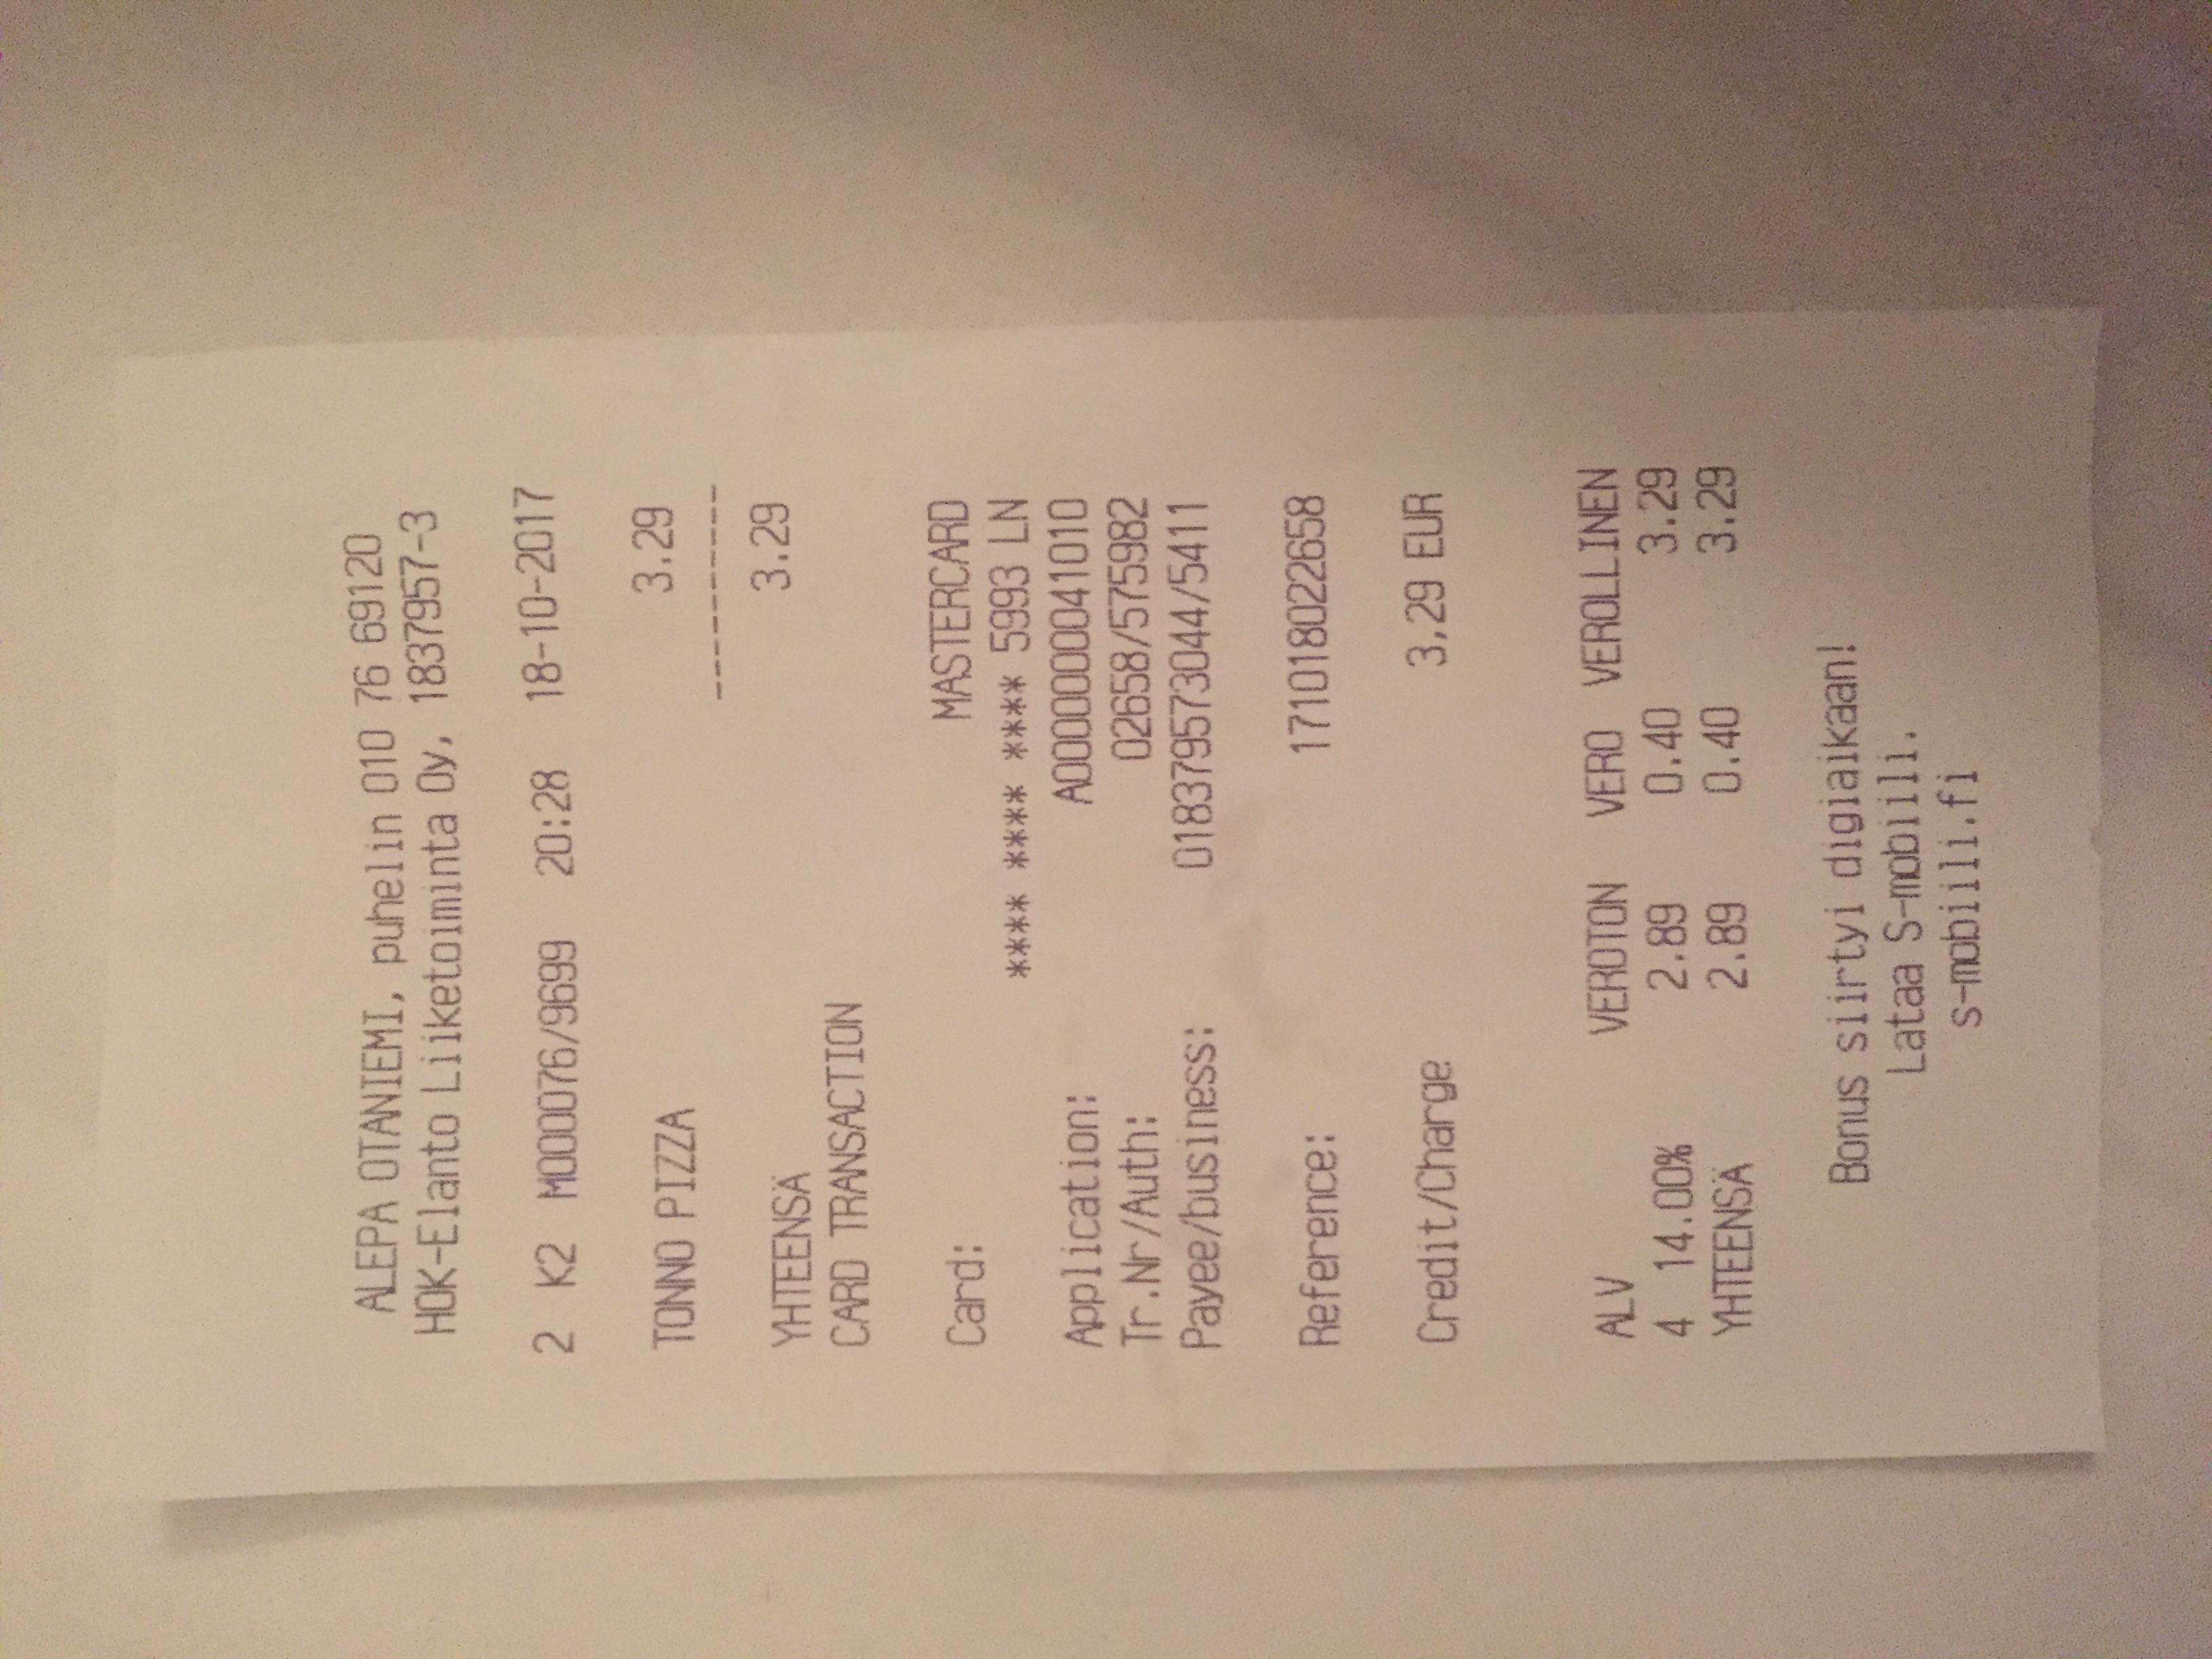 ALEPA OTANIEMI, puhelin 010 76 69120
HOK-Elanto Liiketoiminta Oy, 1837957-3
2 K2 M000076/9699 20:28 18-10-2017
TONNO PIZZA 3.29
----------
YHTEENSÄ 3.29
CARD TRANSACTION
Card: MASTERCARD
**** **** **** 5993 LN
Application: A0000000041010
Tr.Nr/Auth: 02658/575982
Payee/business: 018379573044/5411
Reference: 171018022658
Credit/Charge 3,29 EUR
ALV VEROTON VERO VEROLLINEN
4 14.00% 2.89 0.40 3.29
YHTEENSÄ 2.89 0.40 3.29
Bonus siirtyi digiaikaan!
Lataa S-mobiili.
s-mobiili.fi